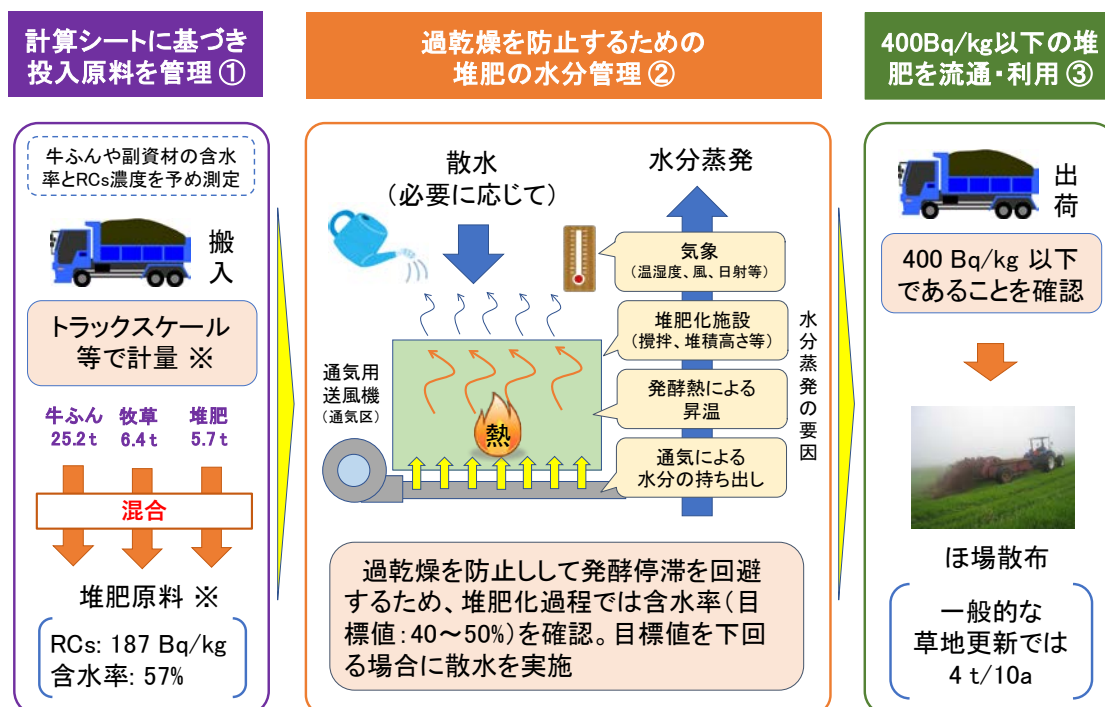 計算シートに基づき
投入原料を管理①
牛ふんや副資材の含水
率とRCs濃度を予め測定
搬
入
トラックスケール
等で計量 ※
牛ふん 牧草 堆肥
25.2t 6.4t 5.7t
混合
堆肥原料 ※
RCs: 187 Bq/kg
含水率: 57%
過乾燥を防止するための
堆肥の水分管理②
散水
(必要に応じて)
水分蒸発
気象
(温湿度、風、日射等)
堆肥化施設
(攪拌、堆積高さ等)
発酵熱による
昇温
通気による
水分の持ち出し
水分蒸発の要因
通気用
送風機
(通気区)
熱
過乾燥を防止しして発酵停滞を回避
するため、堆肥化過程では含水率(目
標値:40~50%)を確認。目標値を下回
る場合に散水を実施
400Bq/kg以下の堆
肥を流通・利用③
出
荷
400 Bq/kg 以下
であることを確認
ほ場散布
一般的な
草地更新では
4 t/10a